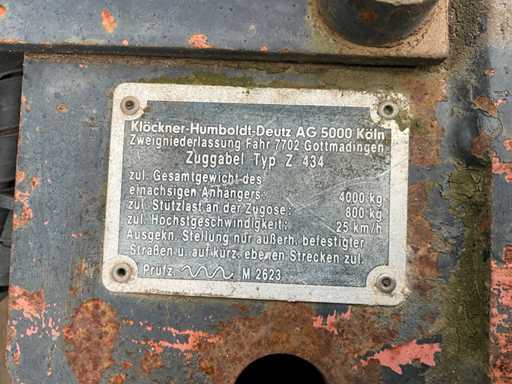 Klöckner-Humboldt-Deutz AG 5000 Köln
Zweigniederlassung Fahr 7702 Gottmadingen
Zuggabel Typ Z 434
zul. Gesamtgewicht des
einachsigen Anhängers: 4000 kg
zul. Stützlast an der Zugöse: 800 kg
zul. Höchstgeschwindigkeit: 25 km/h
Ausgekn. Stellung nur außerh. befestigter
Straßen u. auf kurz. ebenen Strecken zul.
Prüfz. M 2623